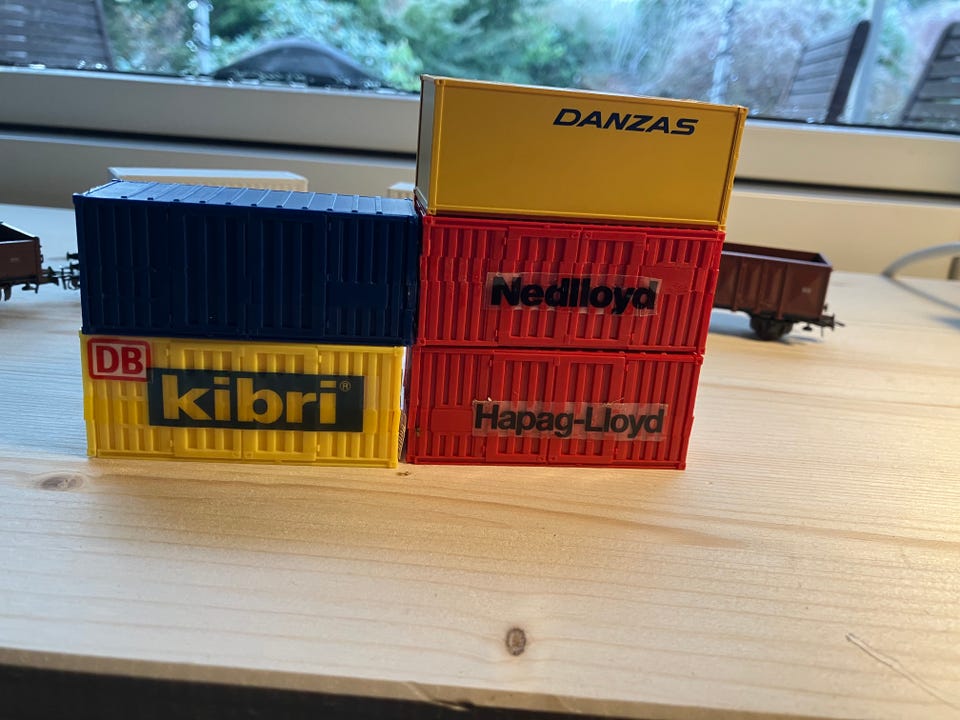 DANZAS
Nedlloyd
DB
kibri®
Hapag-Lloyd